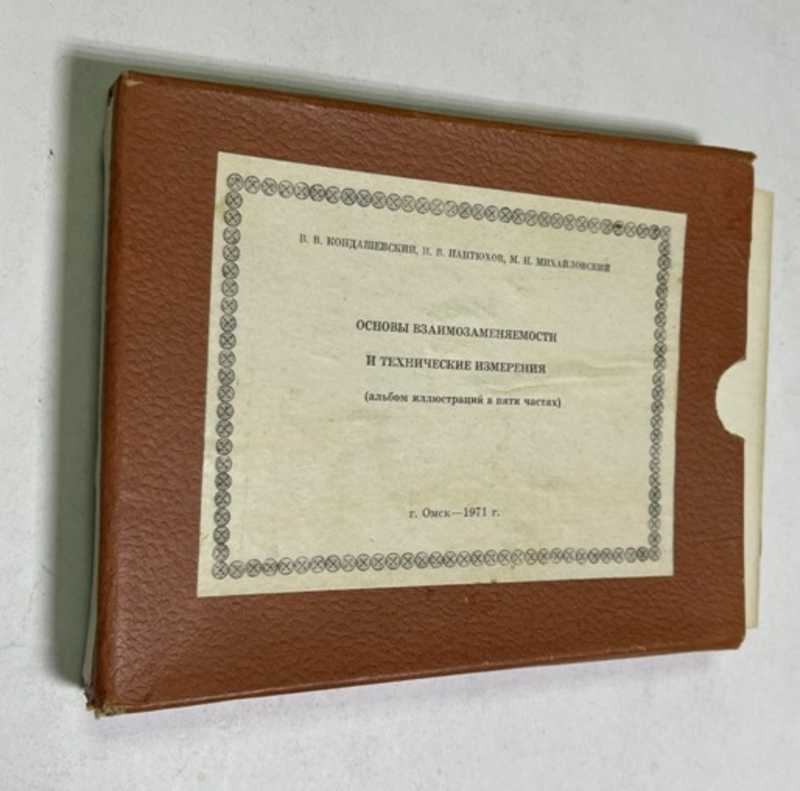 В. В. КОНДАШЕВСКИЙ, Н. В. ПАНТЮХОВ, М. Н. МИХАЙЛОВСКИЙ
ОСНОВЫ ВЗАИМОЗАМЕНЯЕМОСТИ
И ТЕХНИЧЕСКИЕ ИЗМЕРЕНИЯ
(альбом иллюстраций в пяти частях)
г. Омск—1971 г.